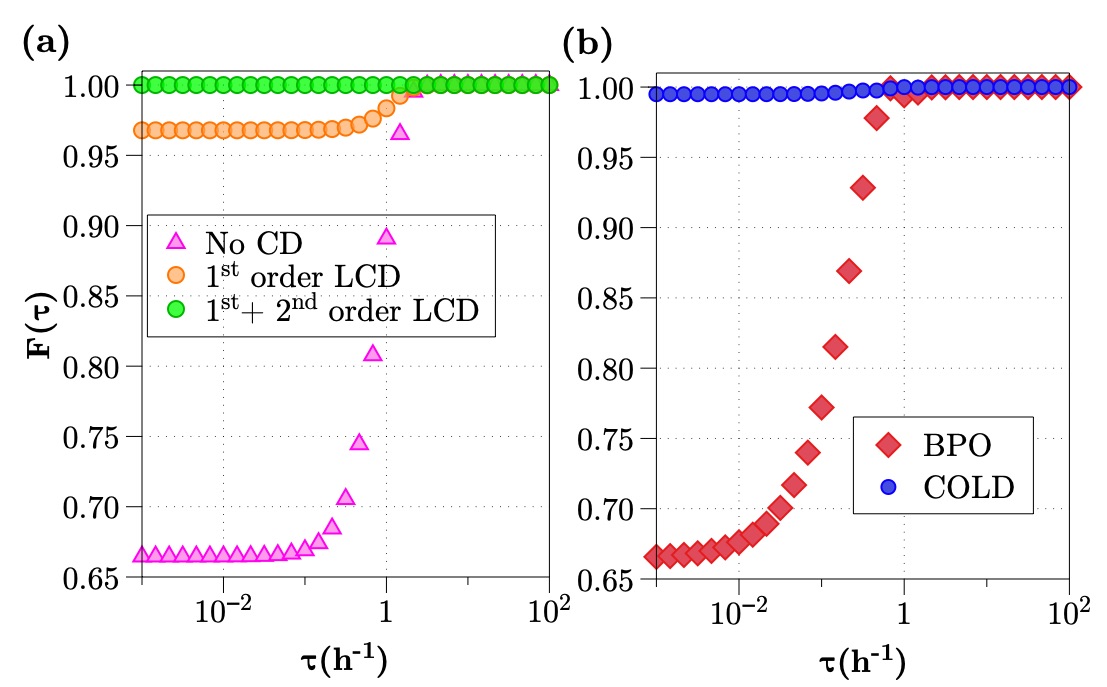 (a)
F(τ)
1.00
0.95
0.90
0.85
0.80
0.75
0.70
0.65
No CD
1st order LCD
1st+ 2nd order LCD
10-2
1
102
τ(h-1)
(b)
1.00
0.95
0.90
0.85
0.80
0.75
0.70
0.65
BPO
COLD
10-2
1
102
τ(h-1)